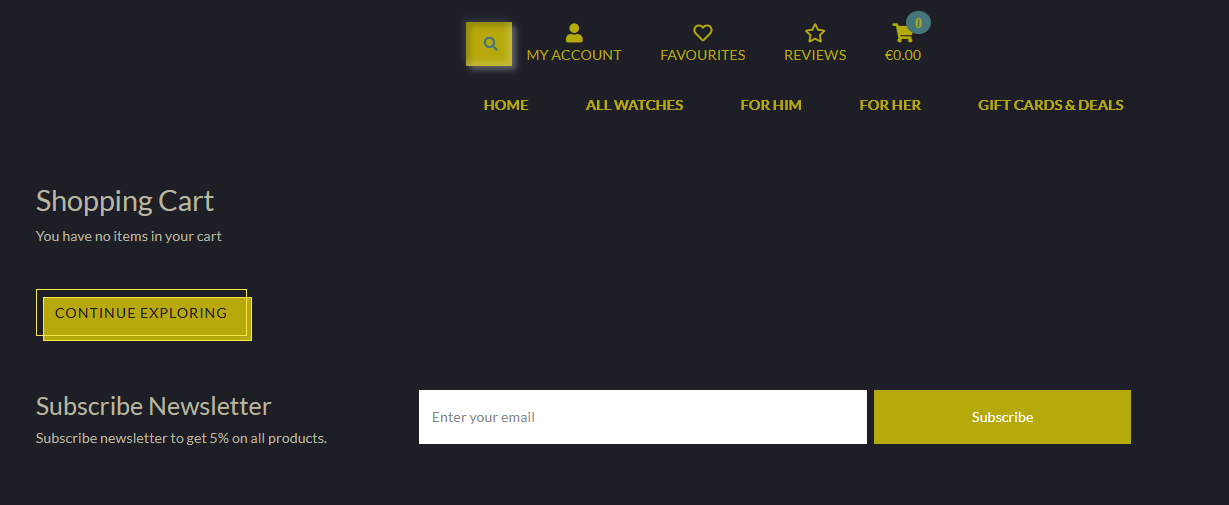 0
MY ACCOUNT FAVOURITES REVIEWS €0.00
HOME ALL WATCHES FOR HIM FOR HER GIFT CARDS & DEALS
Shopping Cart
You have no items in your cart
CONTINUE EXPLORING
Subscribe Newsletter
Subscribe newsletter to get 5% on all products.
Enter your email
Subscribe